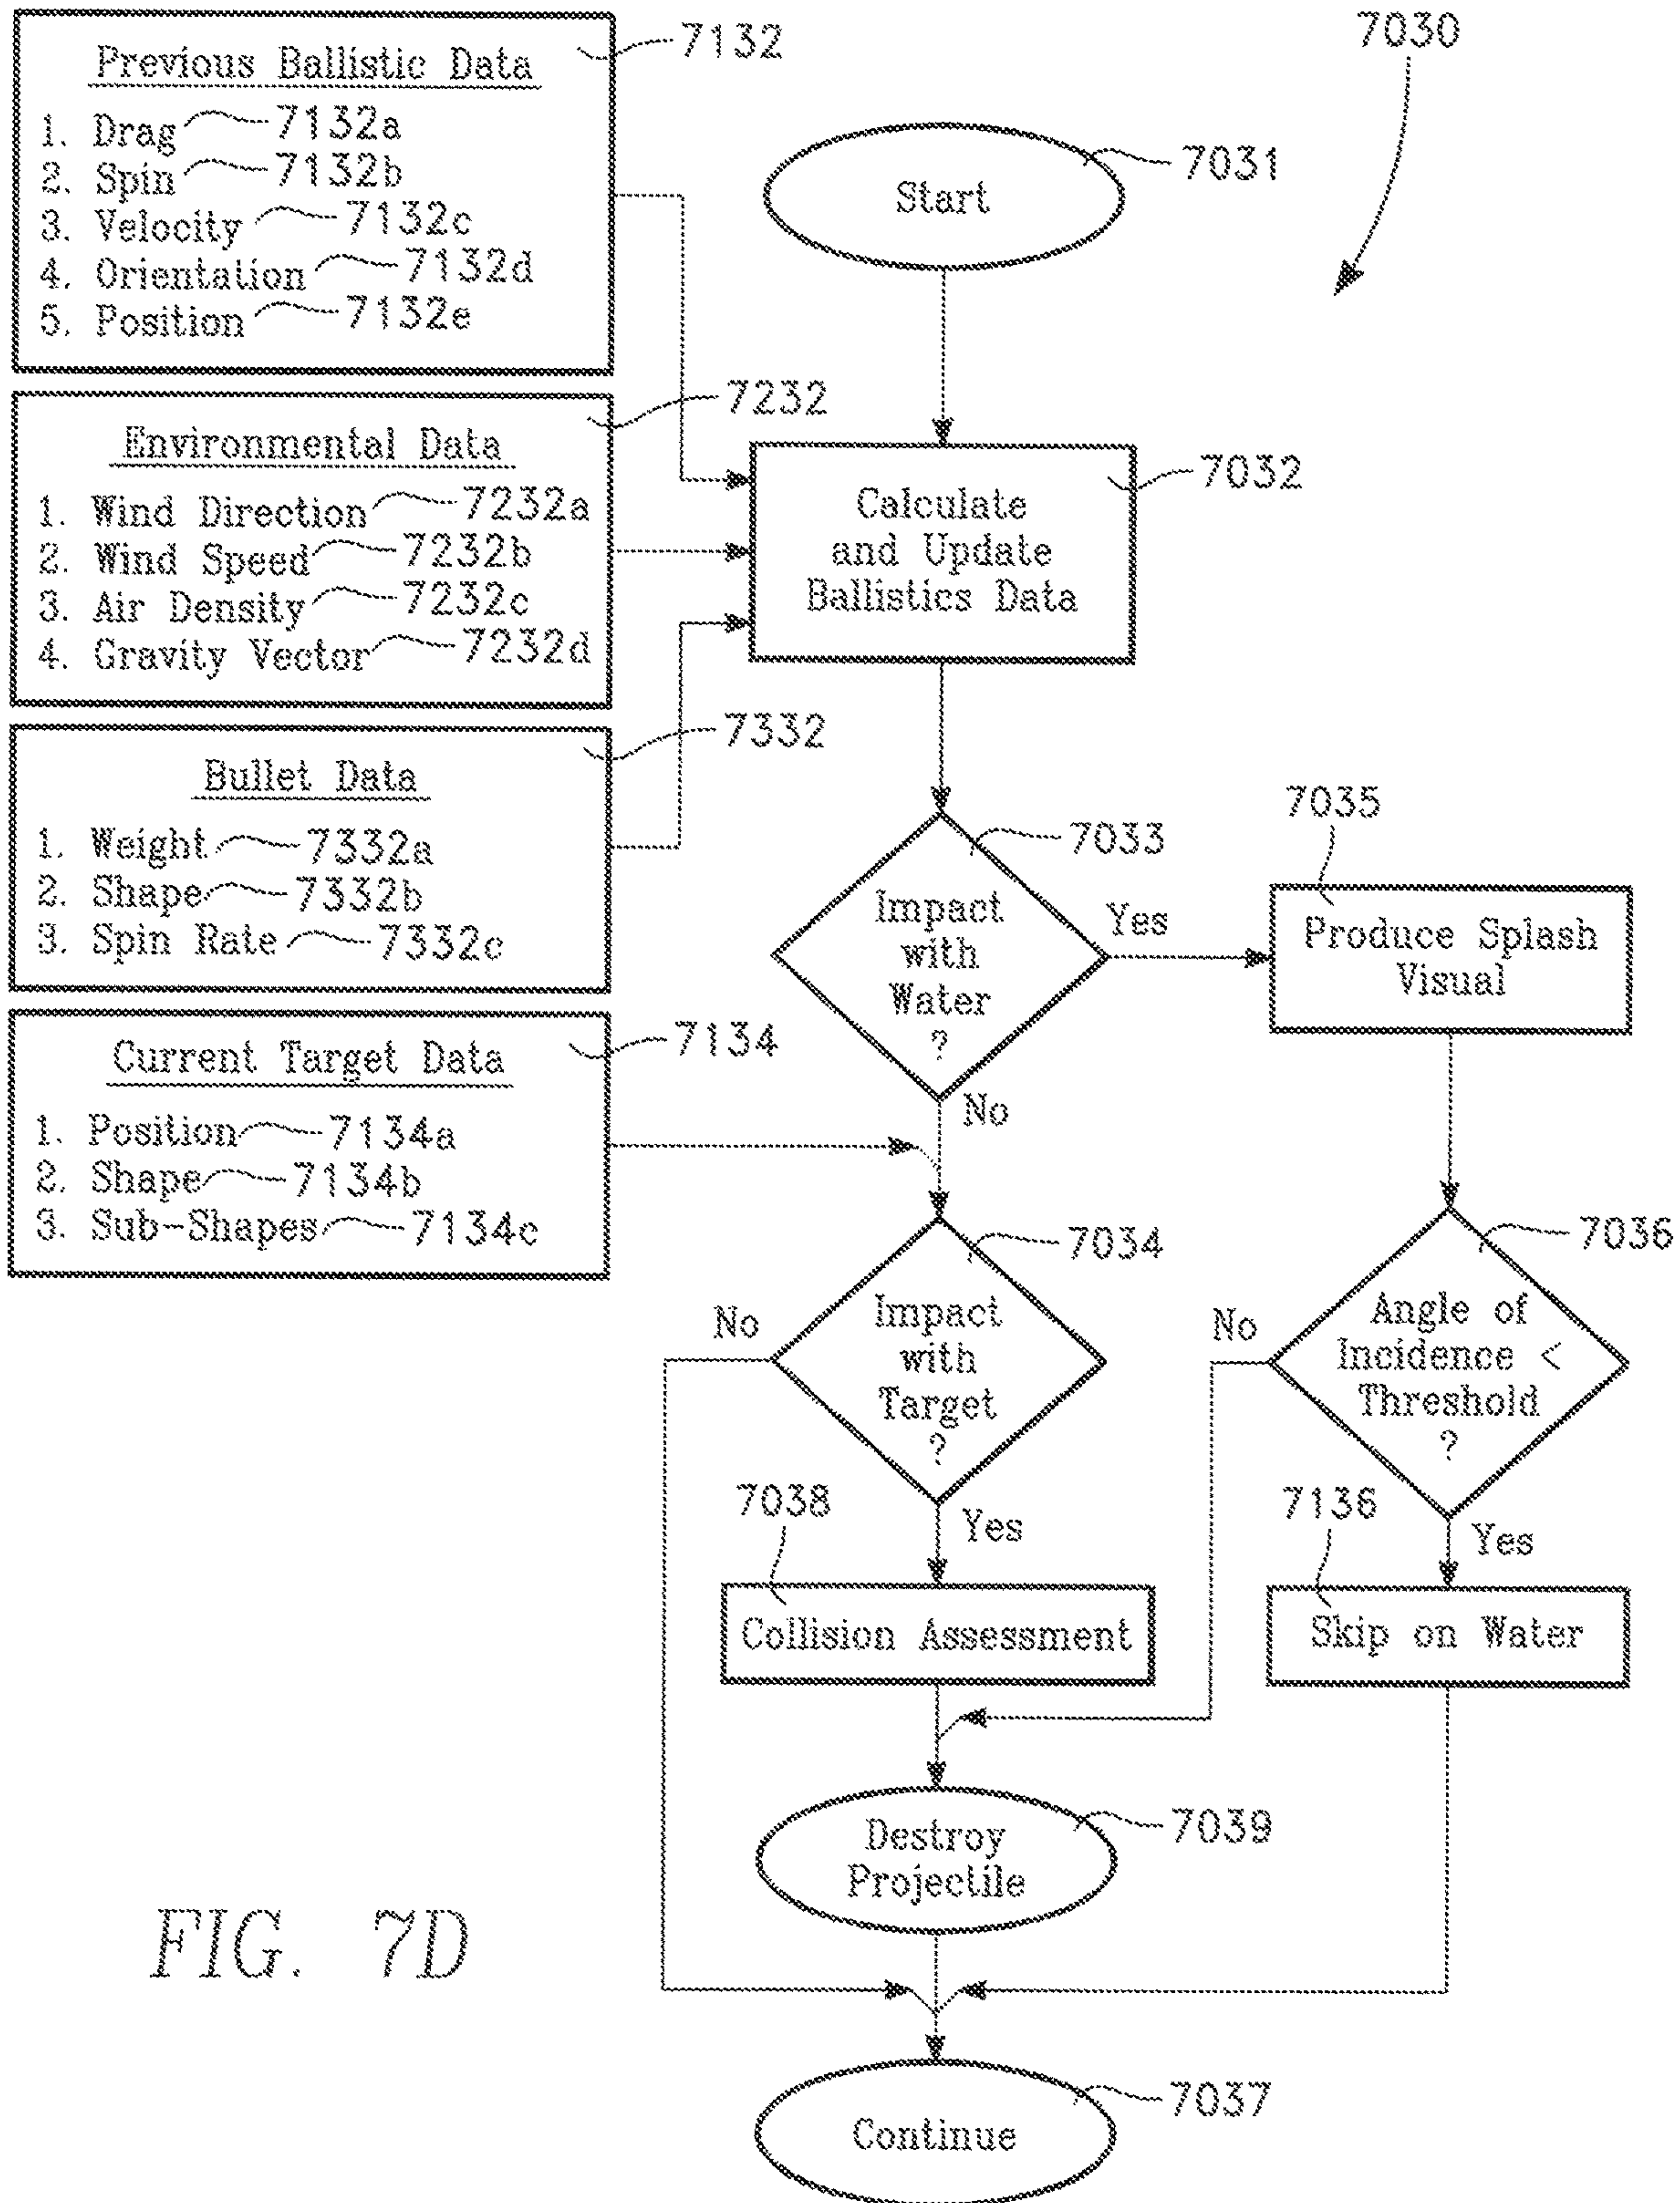 7132
7030
Previous Ballistic Data
1. Drag 7132a
2. Spin 7132b
3. Velocity 7132c
4. Orientation 7132d
5. Position 7132e
Start
7031
7232
Environmental Data
1. Wind Direction 7232a
2. Wind Speed 7232b
3. Air Density 7232c
4. Gravity Vector 7232d
Calculate
and Update
Ballistics Data
7032
7332
Bullet Data
1. Weight 7332a
2. Shape 7332b
3. Spin Rate 7332c
7033
Impact
with
Water
?
Yes
No
7035
Produce Splash
Visual
7134
Current Target Data
1. Position 7134a
2. Shape 7134b
3. Sub-Shapes 7134c
7034
Impact
with
Target
?
No
Yes
7036
Angle of
Incidence <
Threshold
?
No
Yes
7038
Collision Assessment
7136
Skip on Water
Destroy
Projectile
7039
FIG. 7D
Continue
7037